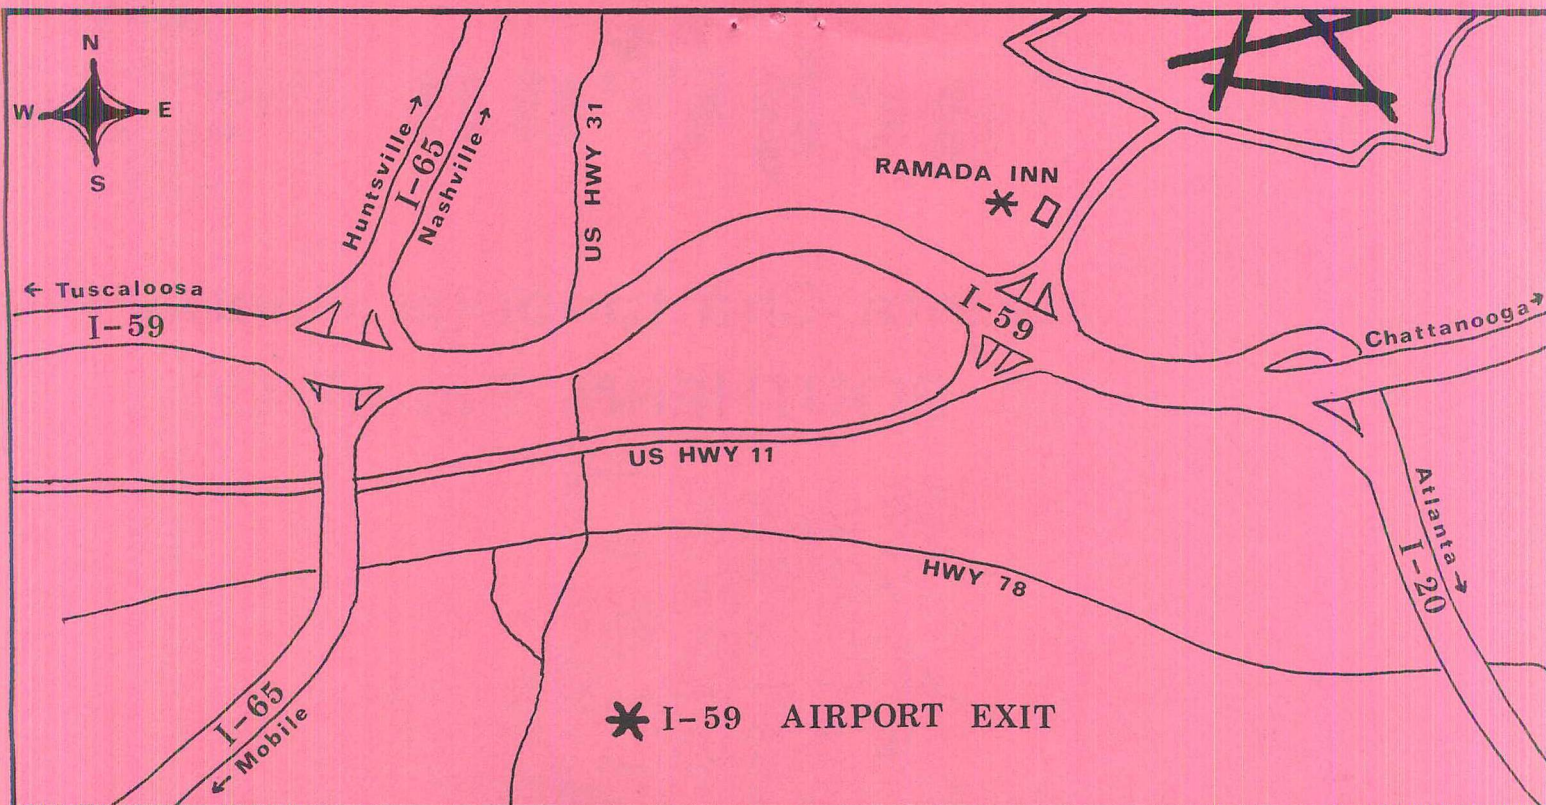 N
W E
S
Huntsville →
I-65
Nashville →
US HWY 31
RAMADA INN
*
← Tuscaloosa
I-59
I-59
Chattanooga →
US HWY 11
Atlanta →
I-20
HWY 78
I-65
← Mobile
* I-59 AIRPORT EXIT